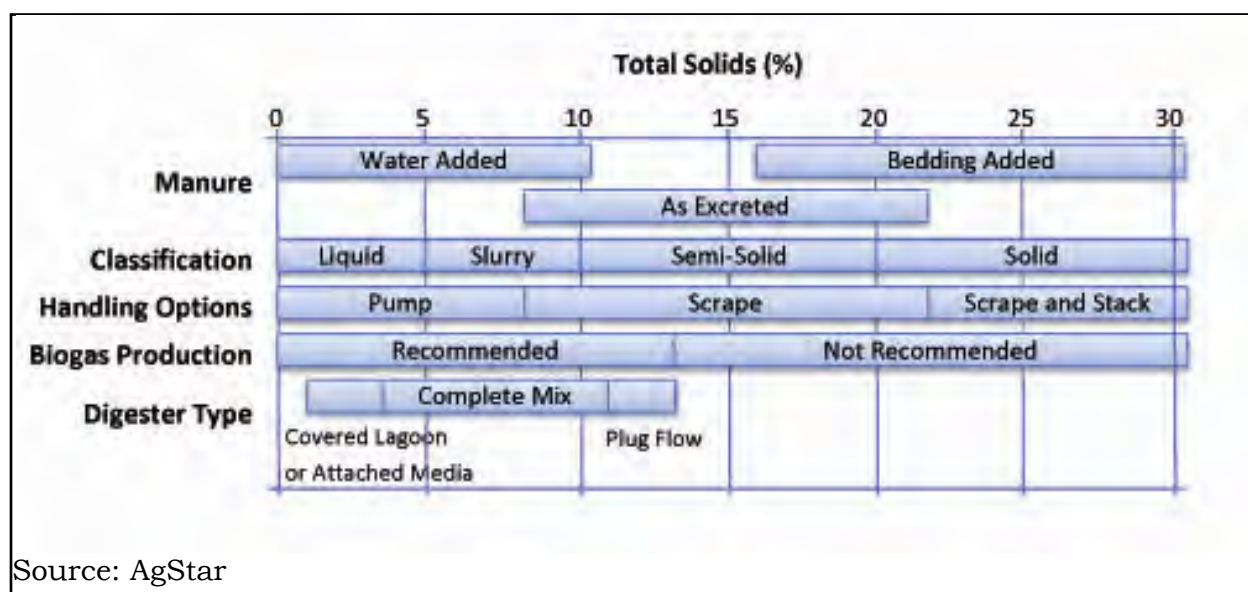 Total Solids (%)
0 5 10 15 20 25 30
Manure
Water Added
Bedding Added
As Excreted
Classification
Liquid Slurry Semi-Solid Solid
Handling Options
Pump Scrape Scrape and Stack
Biogas Production
Recommended Not Recommended
Digester Type
Complete Mix
Covered Lagoon
or Attached Media
Plug Flow
Source: AgStar